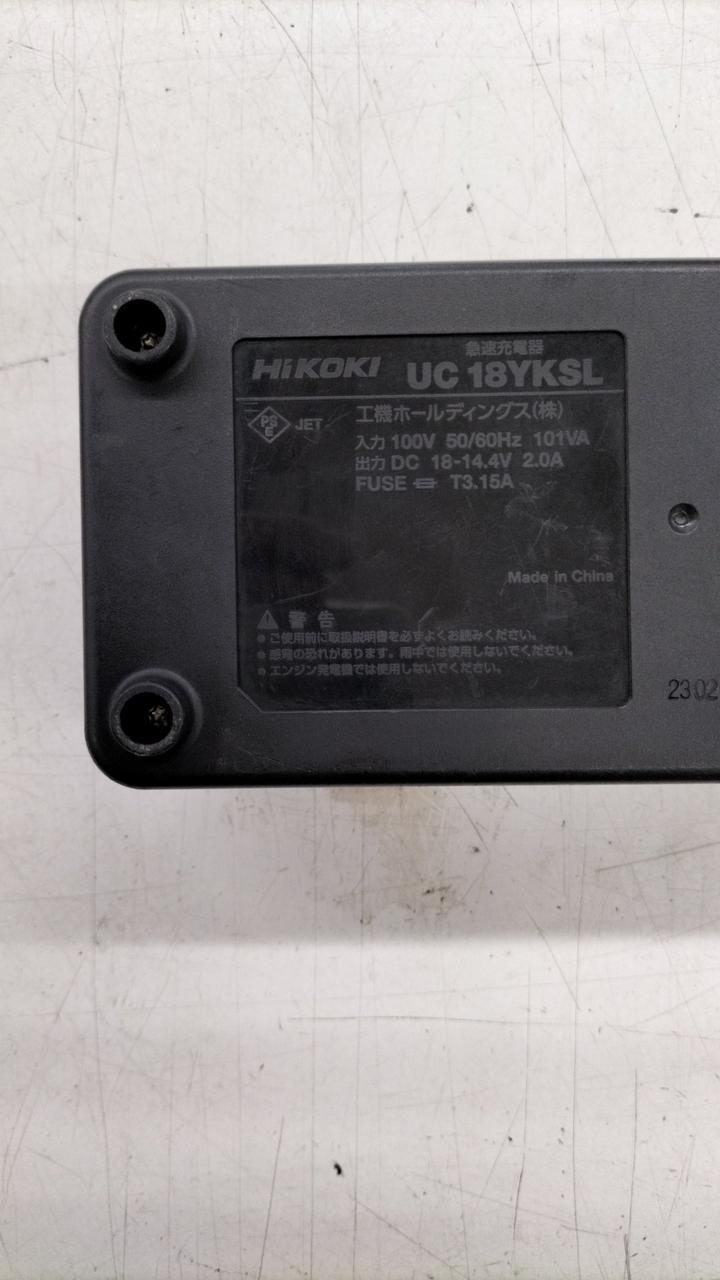 急速充電器
HiKOKI UC 18YKSL
PS
E
JET
工機ホールディングス(株)
入力 100V 50/60Hz 101VA
出力 DC 18-14.4V 2.0A
FUSE T3.15A
Made in China
警告
● ご使用前に取扱説明書を必ずよくお読みください。
● 感電の恐れがあります。雨中では使用しないでください。
● エンジン発電機では使用しないでください。
2302